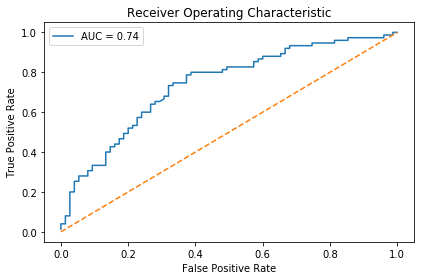 Receiver Operating Characteristic
AUC = 0.74
True Positive Rate
1.0
0.8
0.6
0.4
0.2
0.0
0.0 0.2 0.4 0.6 0.8 1.0
False Positive Rate